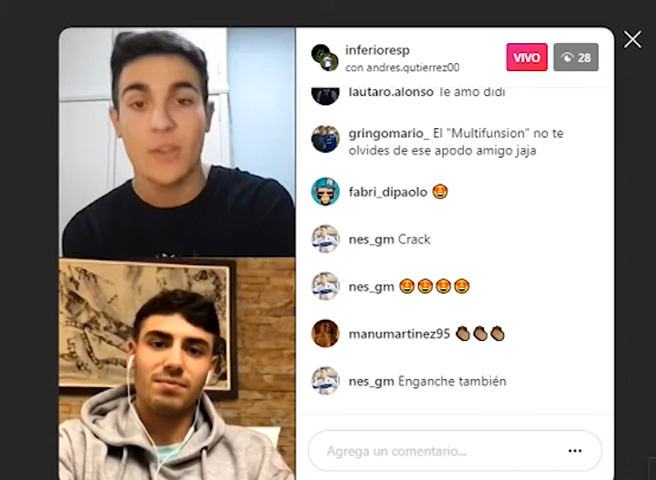 inferioresp
con andres.gutierrez00
VIVO
28
lautaro.alonso Te amo didi
gringomario_ El "Multifunsion" no te
olvides de ese apodo amigo jaja
fabri_dipaolo 🤩
nes_gm Crack
nes_gm 🤩🤩🤩🤩
manumartinez95 👏🏽👏🏽👏🏽
nes_gm Enganche también
Agrega un comentario...